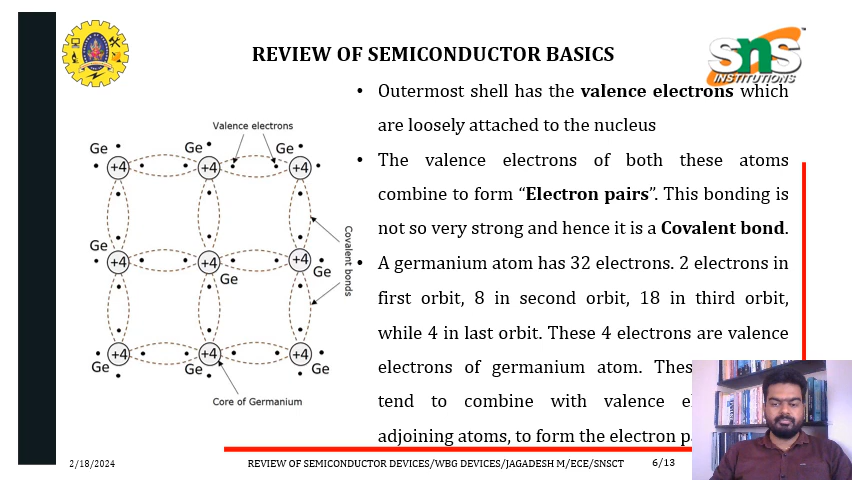 REVIEW OF SEMICONDUCTOR BASICS
SNS
INSTITUTIONS
• Outermost shell has the valence electrons which
are loosely attached to the nucleus
• The valence electrons of both these atoms
combine to form “Electron pairs”. This bonding is
not so very strong and hence it is a Covalent bond.
• A germanium atom has 32 electrons. 2 electrons in
first orbit, 8 in second orbit, 18 in third orbit,
while 4 in last orbit. These 4 electrons are valence
electrons of germanium atom. These
tend to combine with valence
adjoining atoms, to form the electron
Valence electrons
Ge Ge Ge
+4 +4 +4
Covalent bonds
Ge
+4 +4 +4
Ge Ge
+4 +4 +4
Ge Ge Ge
Core of Germanium
2/18/2024
REVIEW OF SEMICONDUCTOR DEVICES/WBG DEVICES/JAGADESH M/ECE/SNSCT
6/13